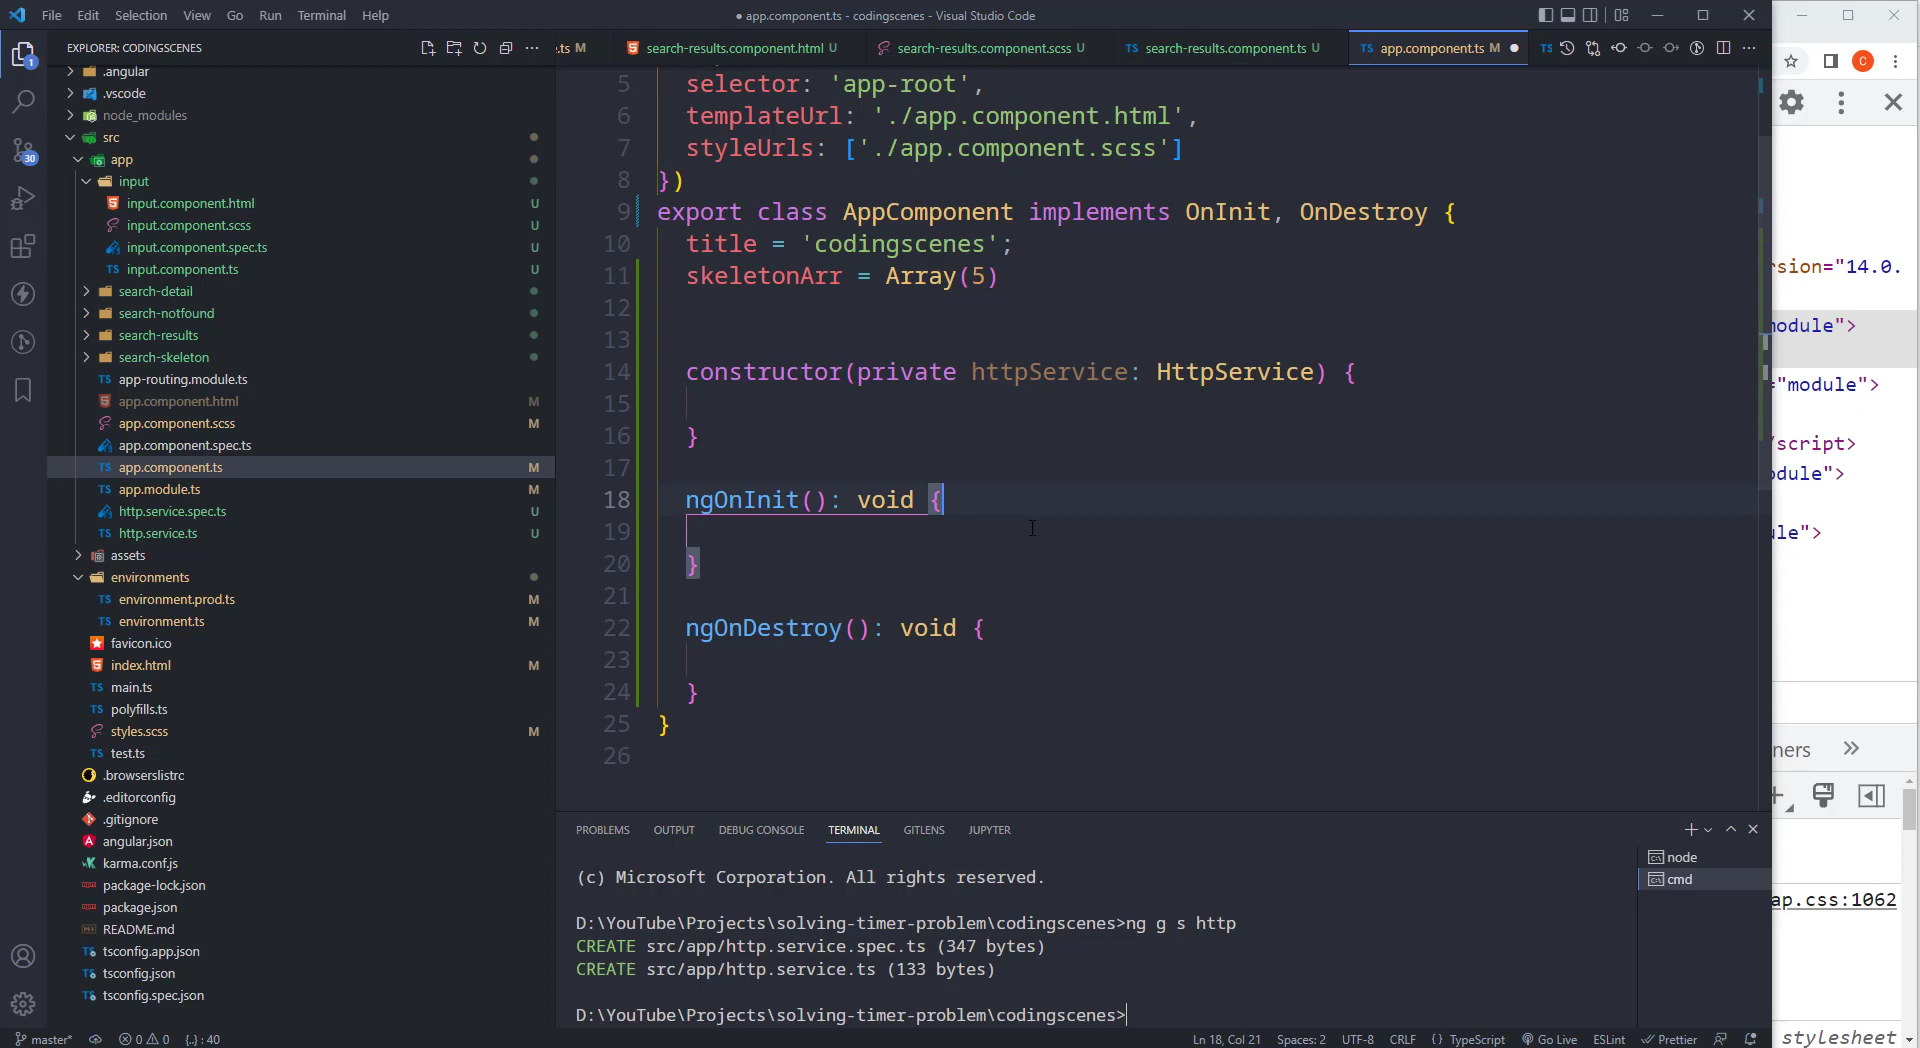 File Edit Selection View Go Run Terminal Help
● app.component.ts - codingscenes - Visual Studio Code
EXPLORER: CODINGSCENES
.angular
.vscode
node_modules
src
app
input
input.component.html U
input.component.scss U
input.component.spec.ts U
input.component.ts U
search-detail
search-notfound
search-results
search-skeleton
app-routing.module.ts
app.component.html M
app.component.scss M
app.component.spec.ts
app.component.ts M
app.module.ts M
http.service.spec.ts U
http.service.ts U
assets
environments
environment.prod.ts M
environment.ts M
favicon.ico
index.html M
main.ts
polyfills.ts
styles.scss M
test.ts
.browserslistrc
.editorconfig
.gitignore
angular.json
karma.conf.js
package-lock.json
package.json
README.md
tsconfig.app.json
tsconfig.json
tsconfig.spec.json
1
30
.ts M
search-results.component.html U
search-results.component.scss U
TS search-results.component.ts U
TS app.component.ts M ●
TS
5 selector: 'app-root',
6 templateUrl: './app.component.html',
7 styleUrls: ['./app.component.scss']
8 })
9 export class AppComponent implements OnInit, OnDestroy {
10 title = 'codingscenes';
11 skeletonArr = Array(5)
12
13
14 constructor(private httpService: HttpService) {
15
16 }
17
18 ngOnInit(): void {
19
20 }
21
22 ngOnDestroy(): void {
23
24 }
25 }
26
PROBLEMS OUTPUT DEBUG CONSOLE TERMINAL GITLENS JUPYTER
(c) Microsoft Corporation. All rights reserved.
D:\YouTube\Projects\solving-timer-problem\codingscenes>ng g s http
CREATE src/app/http.service.spec.ts (347 bytes)
CREATE src/app/http.service.ts (133 bytes)
D:\YouTube\Projects\solving-timer-problem\codingscenes>
node
cmd
master* 0 0 {..} : 40
Ln 18, Col 21 Spaces: 2 UTF-8 CRLF {} TypeScript Go Live ESLint Prettier
C
rsion="14.0.
module">
="module">
/script>
dule">
le">
ners
ap.css:1062
stylesheet